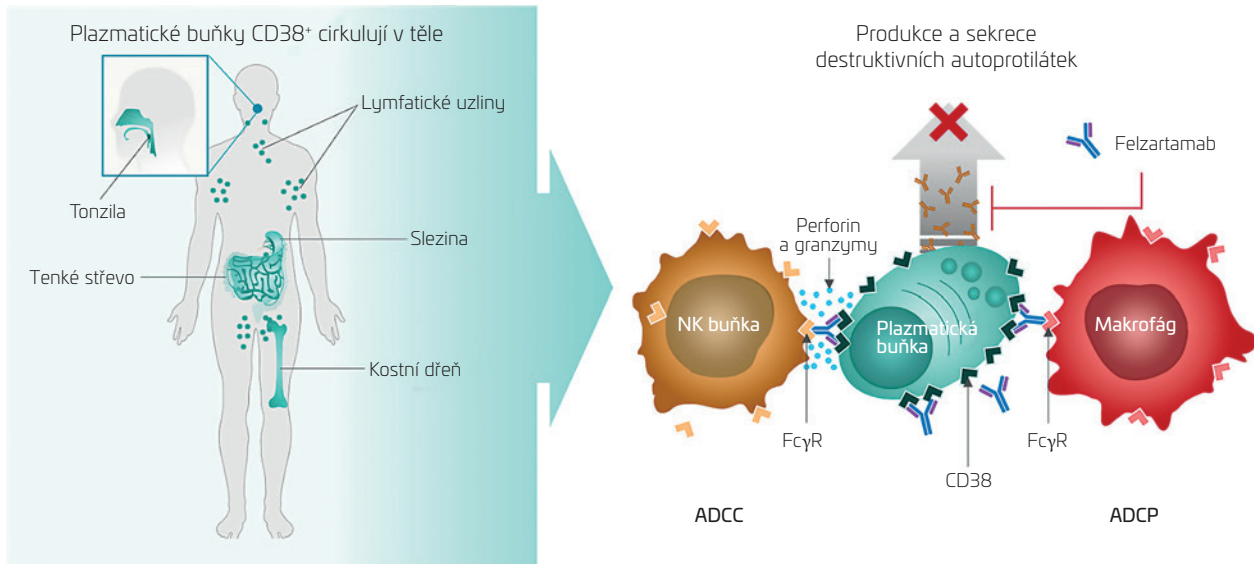 Plazmatické buňky CD38⁺ cirkulují v těle
Lymfatické uzliny
Tonzila
Slezina
Tenké střevo
Kostní dřeň
Produkce a sekrece
destruktivních autoprotilátek
Felzartamab
Perforin
a granzymy
NK buňka
Plazmatická
buňka
Makrofág
FcγR
FcγR
CD38
ADCC
ADCP